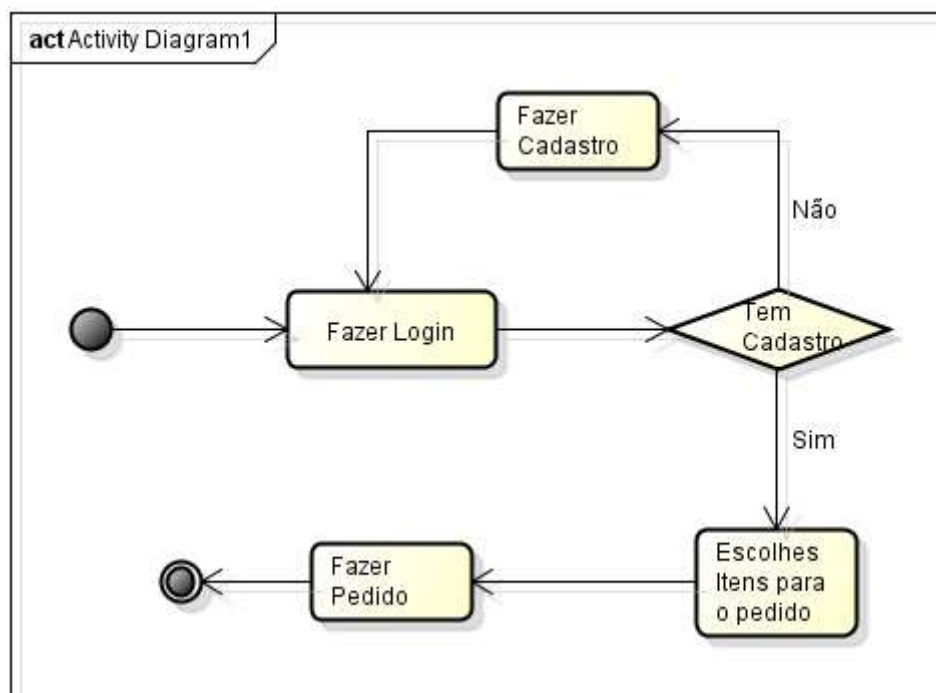 act Activity Diagram1
Fazer
Cadastro
Não
Fazer Login
Tem
Cadastro
Sim
Escolhes
Itens para
o pedido
Fazer
Pedido